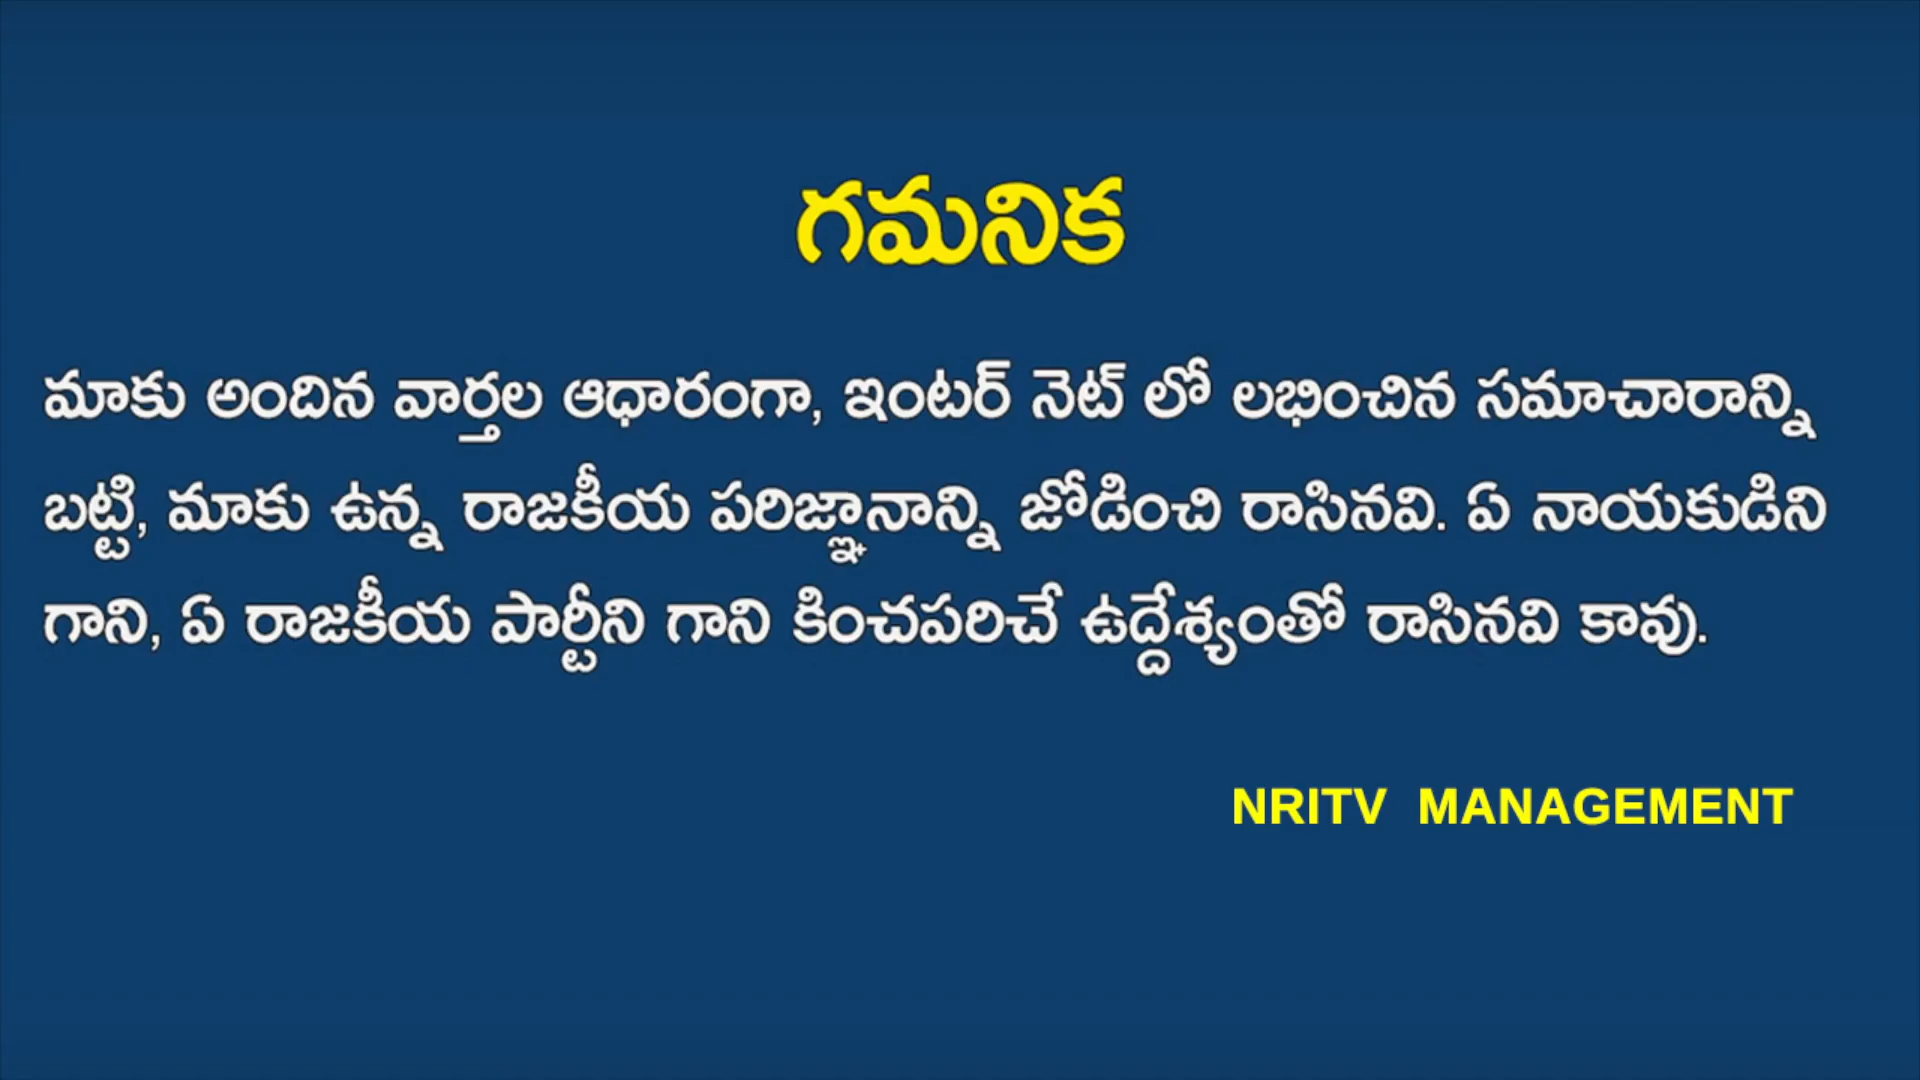 గమనిక
మాకు అందిన వార్తల ఆధారంగా, ఇంటర్ నెట్ లో లభించిన సమాచారాన్ని
బట్టి, మాకు ఉన్న రాజకీయ పరిజ్ఞానాన్ని జోడించి రాసినవి. ఏ నాయకుడిని
గాని, ఏ రాజకీయ పార్టీని గాని కించపరిచే ఉద్దేశ్యంతో రాసినవి కావు.
NRITV MANAGEMENT